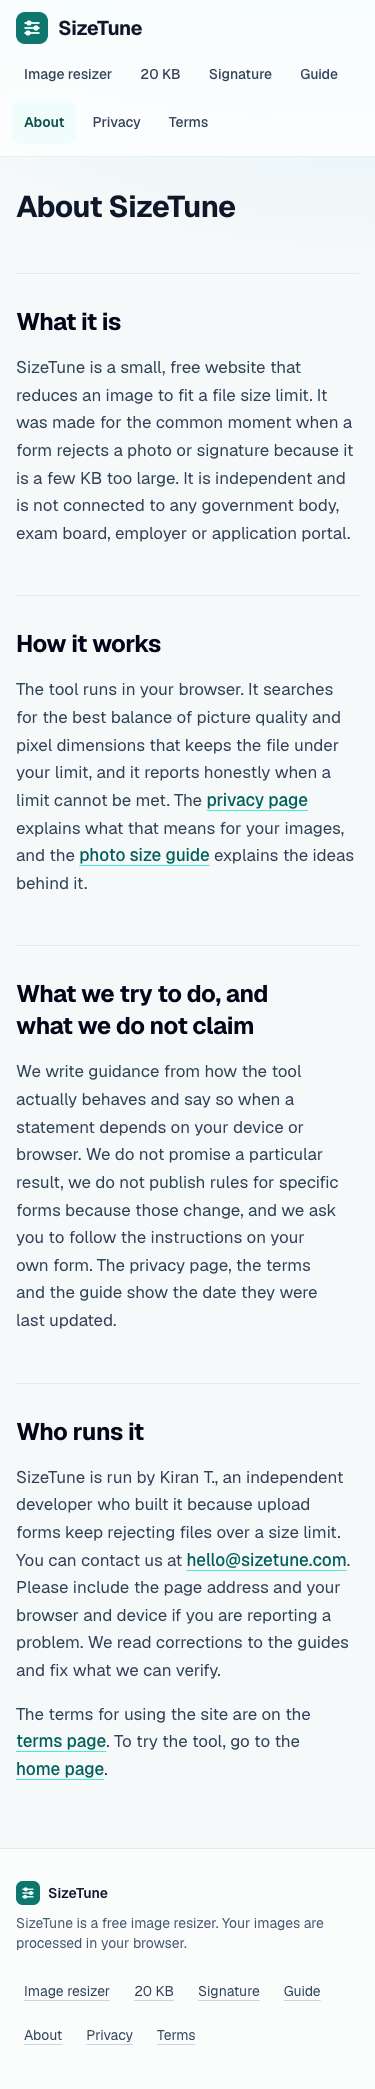 SizeTune
Image resizer 20 KB Signature Guide
About Privacy Terms
About SizeTune
What it is
SizeTune is a small, free website that
reduces an image to fit a file size limit. It
was made for the common moment when a
form rejects a photo or signature because it
is a few KB too large. It is independent and
is not connected to any government body,
exam board, employer or application portal.
How it works
The tool runs in your browser. It searches
for the best balance of picture quality and
pixel dimensions that keeps the file under
your limit, and it reports honestly when a
limit cannot be met. The privacy page
explains what that means for your images,
and the photo size guide explains the ideas
behind it.
What we try to do, and
what we do not claim
We write guidance from how the tool
actually behaves and say so when a
statement depends on your device or
browser. We do not promise a particular
result, we do not publish rules for specific
forms because those change, and we ask
you to follow the instructions on your
own form. The privacy page, the terms
and the guide show the date they were
last updated.
Who runs it
SizeTune is run by Kiran T., an independent
developer who built it because upload
forms keep rejecting files over a size limit.
You can contact us at hello@sizetune.com.
Please include the page address and your
browser and device if you are reporting a
problem. We read corrections to the guides
and fix what we can verify.
The terms for using the site are on the
terms page. To try the tool, go to the
home page.
SizeTune
SizeTune is a free image resizer. Your images are
processed in your browser.
Image resizer 20 KB Signature Guide
About Privacy Terms